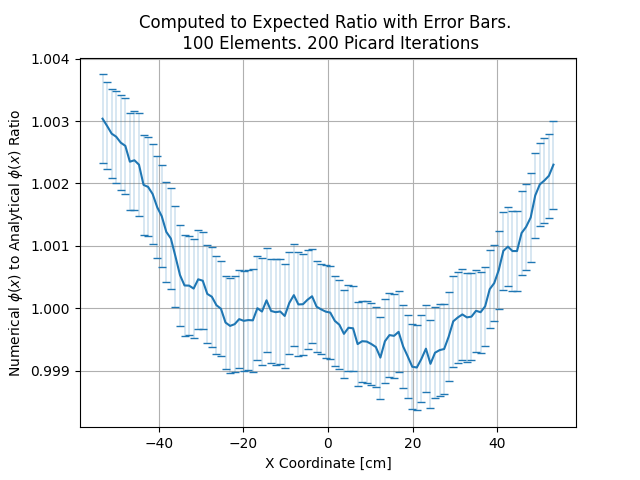 Computed to Expected Ratio with Error Bars.
100 Elements. 200 Picard Iterations
Numerical ϕ(x) to Analytical ϕ(x) Ratio
1.004
1.003
1.002
1.001
1.000
0.999
−40
−20
0
20
40
X Coordinate [cm]